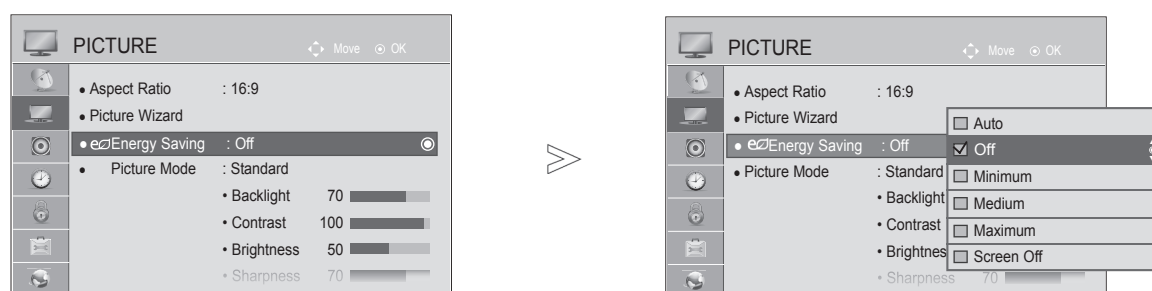 PICTURE Move OK
• Aspect Ratio : 16:9
• Picture Wizard
• Energy Saving : Off
• Picture Mode : Standard
• Backlight 70
• Contrast 100
• Brightness 50
• Sharpness 70
PICTURE Move OK
• Aspect Ratio : 16:9
• Picture Wizard
• Energy Saving : Off
• Picture Mode : Standard
• Backlight
• Contrast
• Brightnes
• Sharpness 70
Auto
Off
Minimum
Medium
Maximum
Screen Off